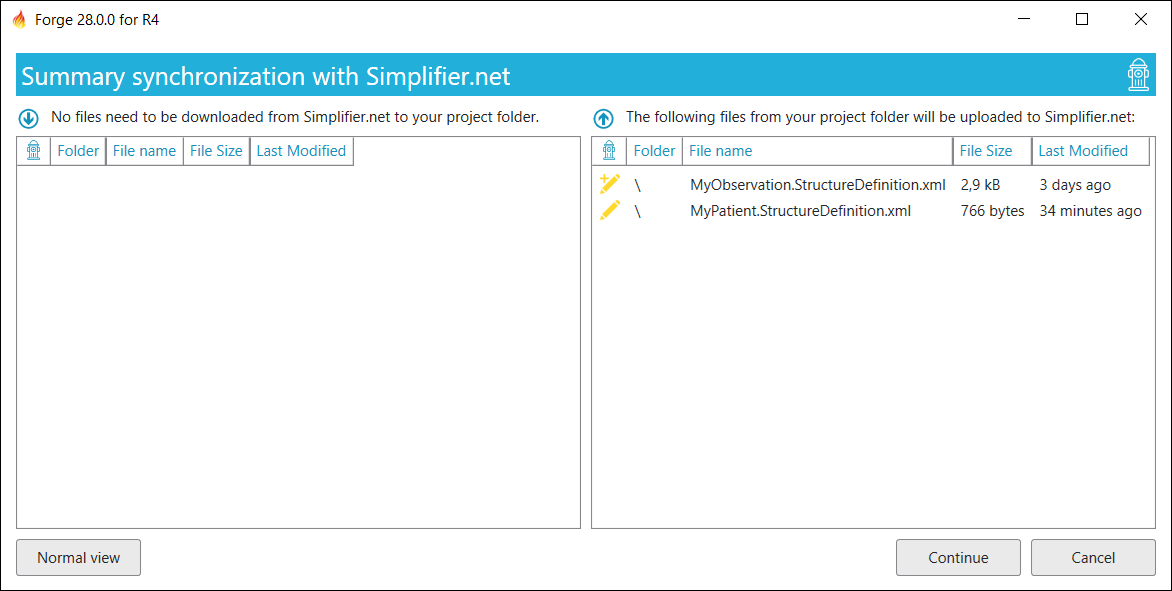 Forge 28.0.0 for R4
Summary synchronization with Simplifier.net
No files need to be downloaded from Simplifier.net to your project folder.
Folder File name File Size Last Modified
The following files from your project folder will be uploaded to Simplifier.net:
Folder File name File Size Last Modified
\ MyObservation.StructureDefinition.xml 2,9 kB 3 days ago
\ MyPatient.StructureDefinition.xml 766 bytes 34 minutes ago
Normal view Continue Cancel